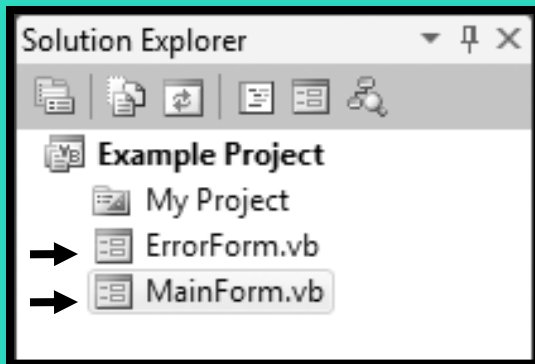 Solution Explorer
Example Project
My Project
ErrorForm.vb
MainForm.vb